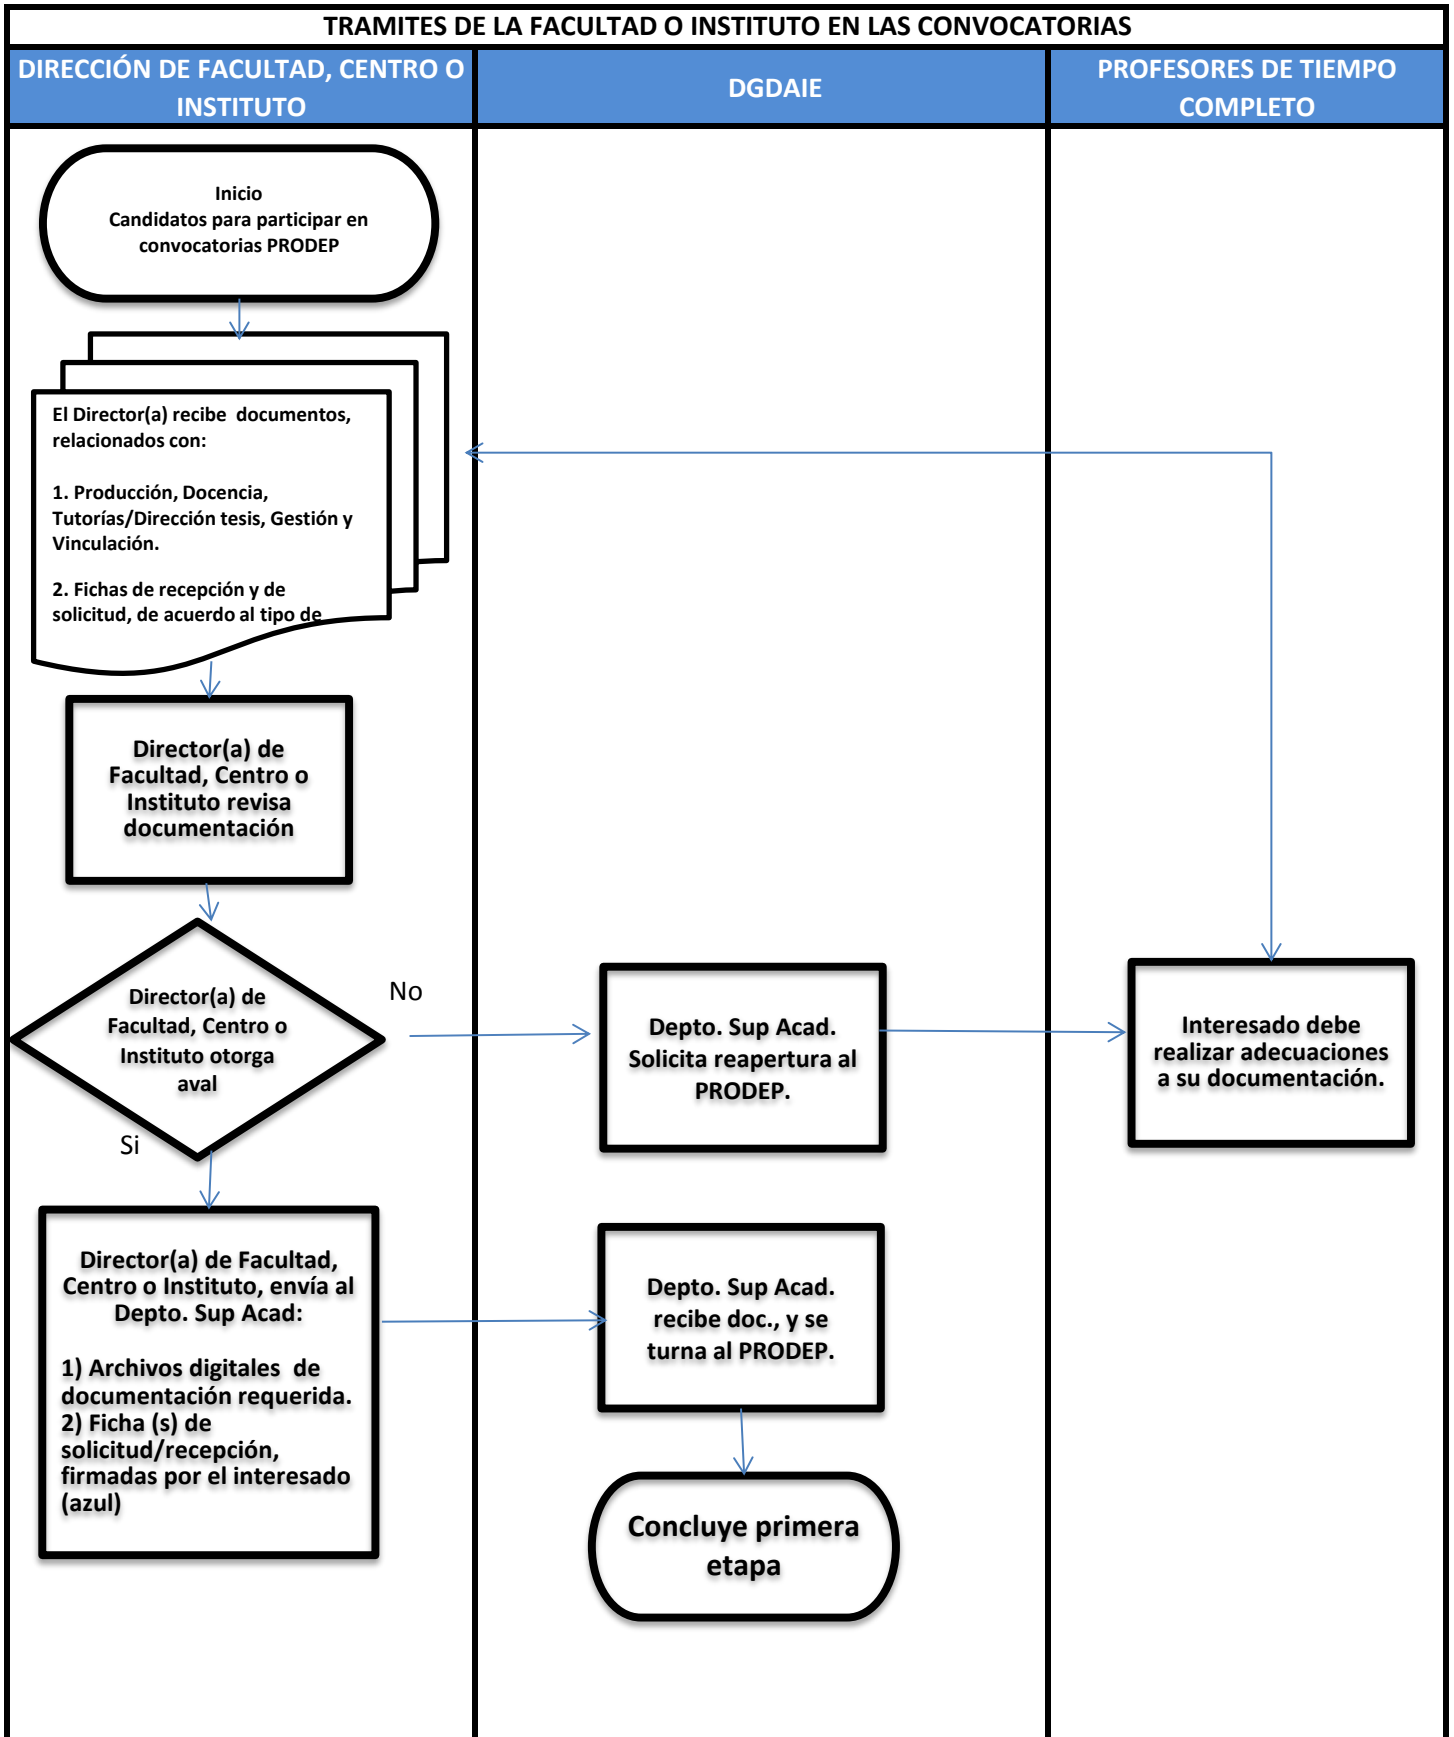 TRAMITES DE LA FACULTAD O INSTITUTO EN LAS CONVOCATORIAS
DIRECCIÓN DE FACULTAD, CENTRO O
INSTITUTO
DGDAIE
PROFESORES DE TIEMPO
COMPLETO
Inicio
Candidatos para participar en
convocatorias PRODEP
El Director(a) recibe  documentos,
relacionados con:
1. Producción, Docencia,
Tutorías/Dirección tesis, Gestión y
Vinculación.
2. Fichas de recepción y de
solicitud, de acuerdo al tipo de
Director(a) de
Facultad, Centro o
Instituto revisa
documentación
Director(a) de
Facultad, Centro o
Instituto otorga
aval
No
Si
Depto. Sup Acad.
Solicita reapertura al
PRODEP.
Interesado debe
realizar adecuaciones
a su documentación.
Director(a) de Facultad,
Centro o Instituto, envía al
Depto. Sup Acad:
1) Archivos digitales  de
documentación requerida.
2) Ficha (s) de
solicitud/recepción,
firmadas por el interesado
(azul)
Depto. Sup Acad.
recibe doc., y se
turna al PRODEP.
Concluye primera
etapa